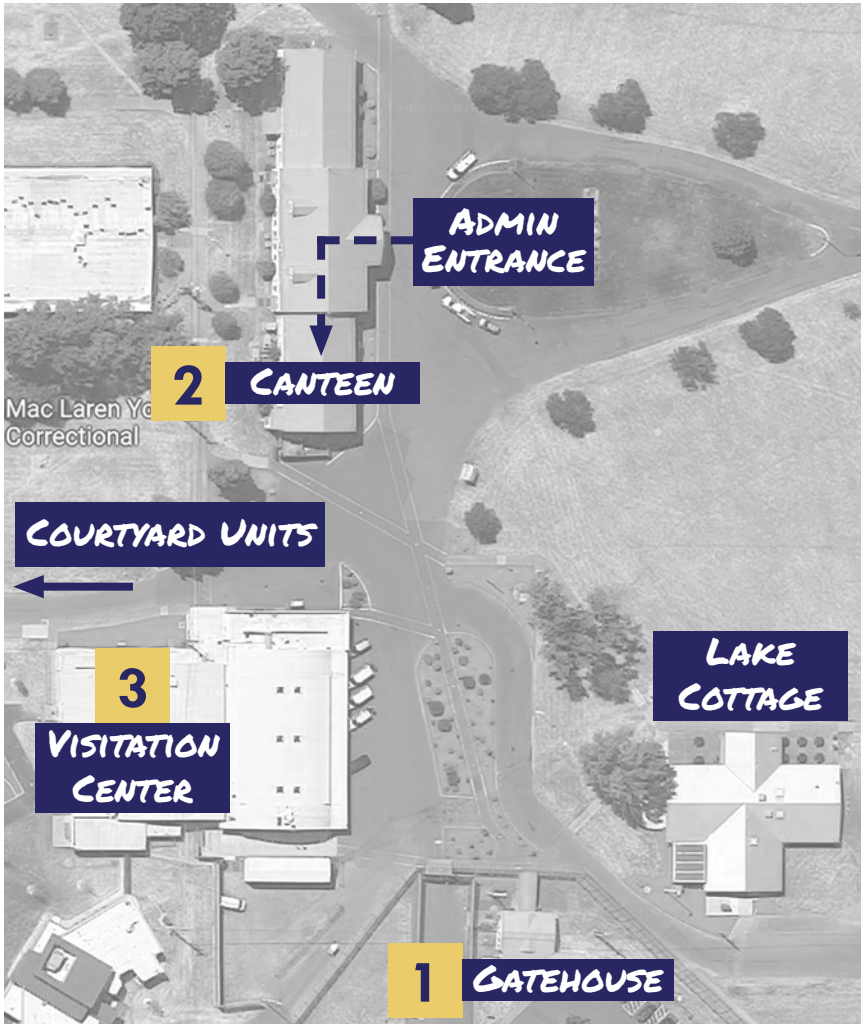 Admin
Entrance
2
Canteen
Mac Laren Yo
Correctional
Courtyard Units
Lake
Cottage
3
Visitation
Center
1
Gatehouse